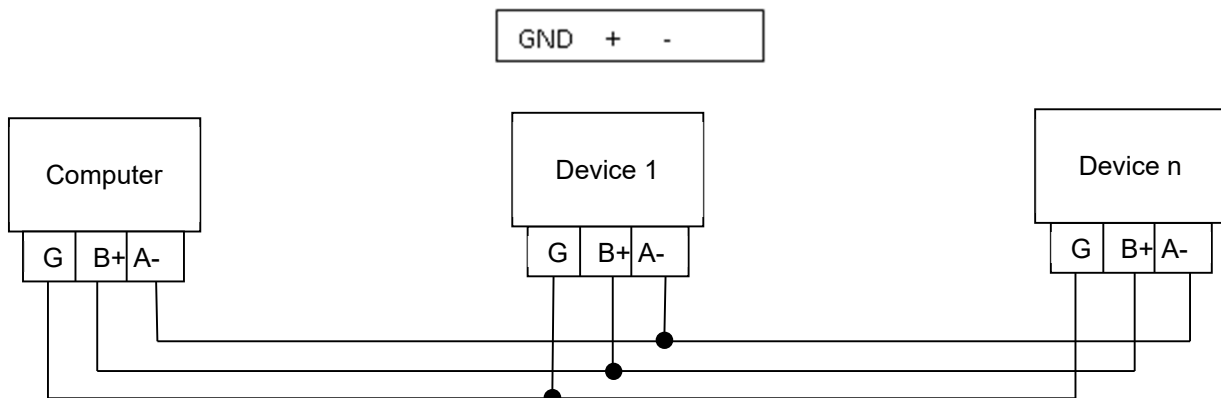 GND + -
Computer
Device 1
Device n
G B+ A-
G B+ A-
G B+ A-